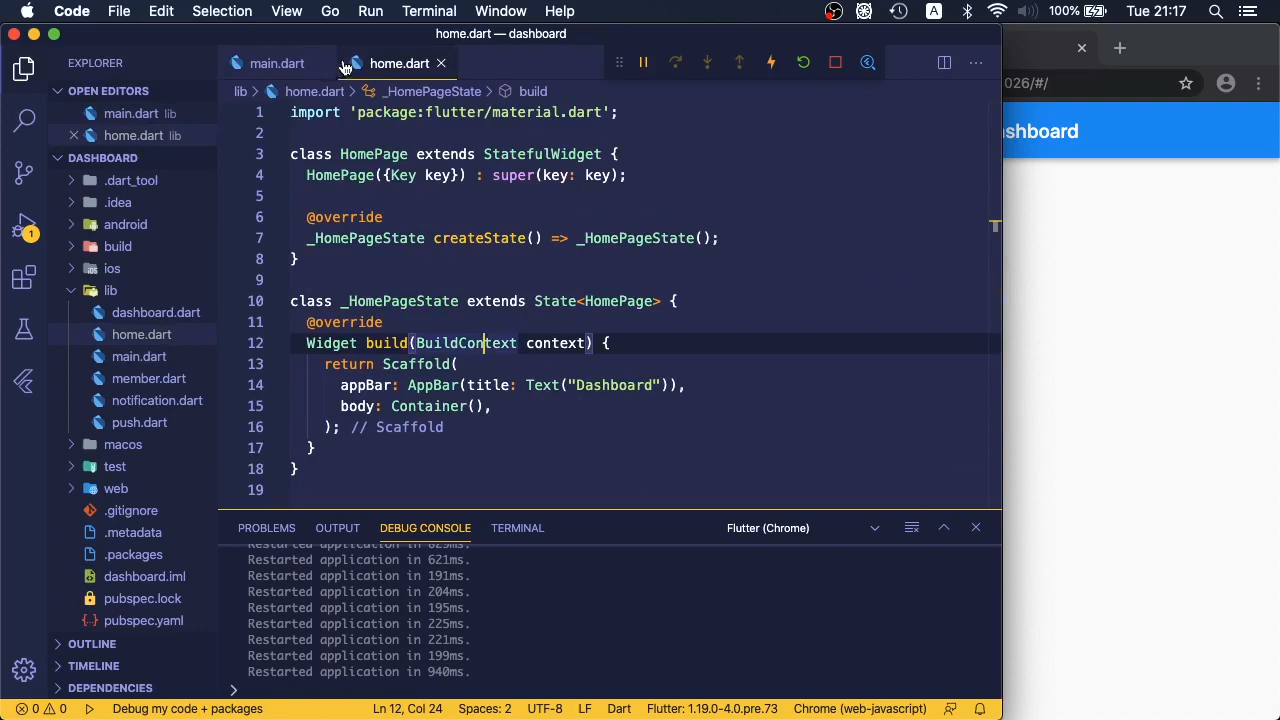 Code File Edit Selection View Go Run Terminal Window Help 100% Tue 21:17
home.dart — dashboard
EXPLORER
main.dart
home.dart
lib > home.dart > _HomePageState > build
OPEN EDITORS
main.dart lib
home.dart lib
DASHBOARD
.dart_tool
.idea
android
build
1
ios
lib
dashboard.dart
home.dart
main.dart
member.dart
notification.dart
push.dart
macos
test
web
.gitignore
.metadata
.packages
dashboard.iml
pubspec.lock
pubspec.yaml
OUTLINE
TIMELINE
DEPENDENCIES
1 import 'package:flutter/material.dart';
2
3 class HomePage extends StatefulWidget {
4 HomePage({Key key}) : super(key: key);
5
6 @override
7 _HomePageState createState() => _HomePageState();
8 }
9
10 class _HomePageState extends State<HomePage> {
11 @override
12 Widget build(BuildContext context) {
13 return Scaffold(
14 appBar: AppBar(title: Text("Dashboard")),
15 body: Container(),
16 ); // Scaffold
17 }
18 }
19
PROBLEMS OUTPUT DEBUG CONSOLE TERMINAL Flutter (Chrome)
Restarted application in 829ms.
Restarted application in 621ms.
Restarted application in 191ms.
Restarted application in 204ms.
Restarted application in 195ms.
Restarted application in 225ms.
Restarted application in 221ms.
Restarted application in 199ms.
Restarted application in 940ms.
>
0 0 Debug my code + packages Ln 12, Col 24 Spaces: 2 UTF-8 LF Dart Flutter: 1.19.0-4.0.pre.73 Chrome (web-javascript)
026/#/
shboard